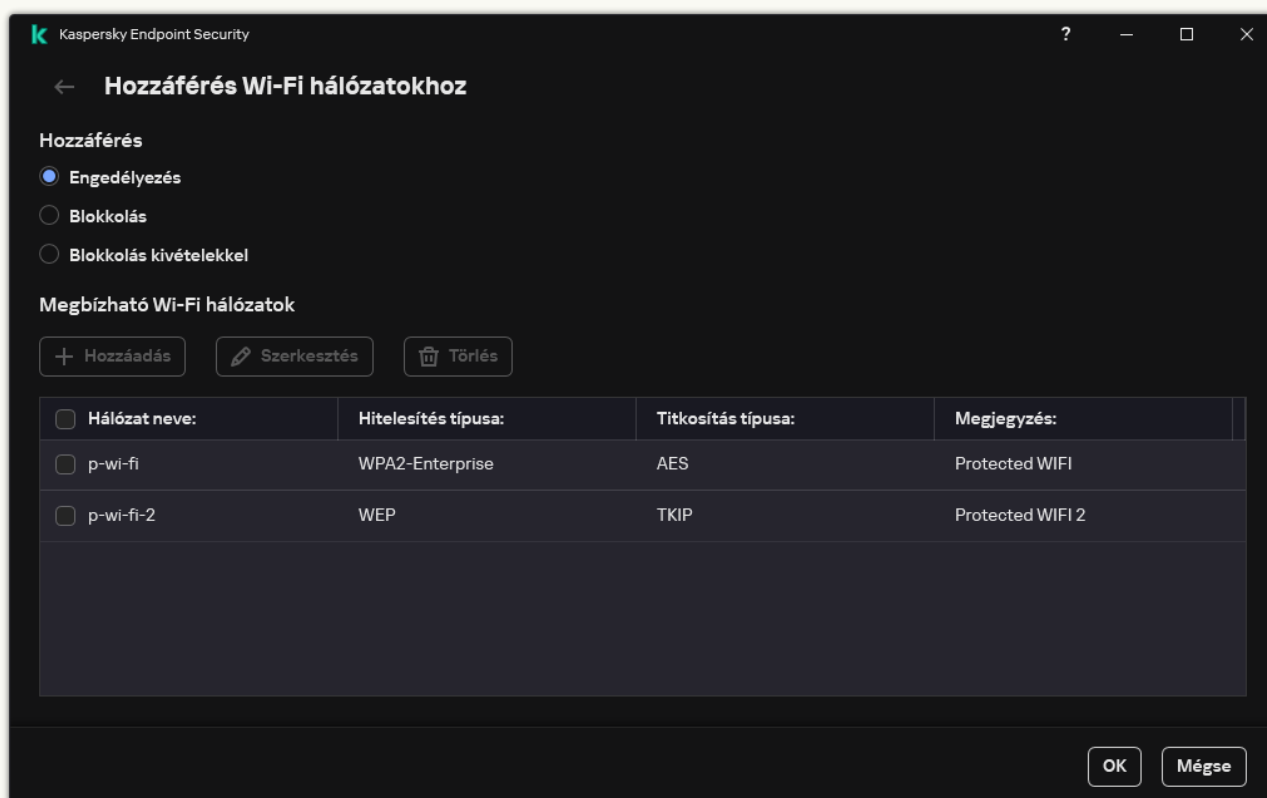 Kaspersky Endpoint Security ?
Hozzáférés Wi-Fi hálózatokhoz
Hozzáférés
Engedélyezés
Blokkolás
Blokkolás kivételekkel
Megbízható Wi-Fi hálózatok
Hozzáadás Szerkesztés Törlés
Hálózat neve: Hitelesítés típusa: Titkosítás típusa: Megjegyzés:
p-wi-fi WPA2-Enterprise AES Protected WIFI
p-wi-fi-2 WEP TKIP Protected WIFI 2
OK Mégse